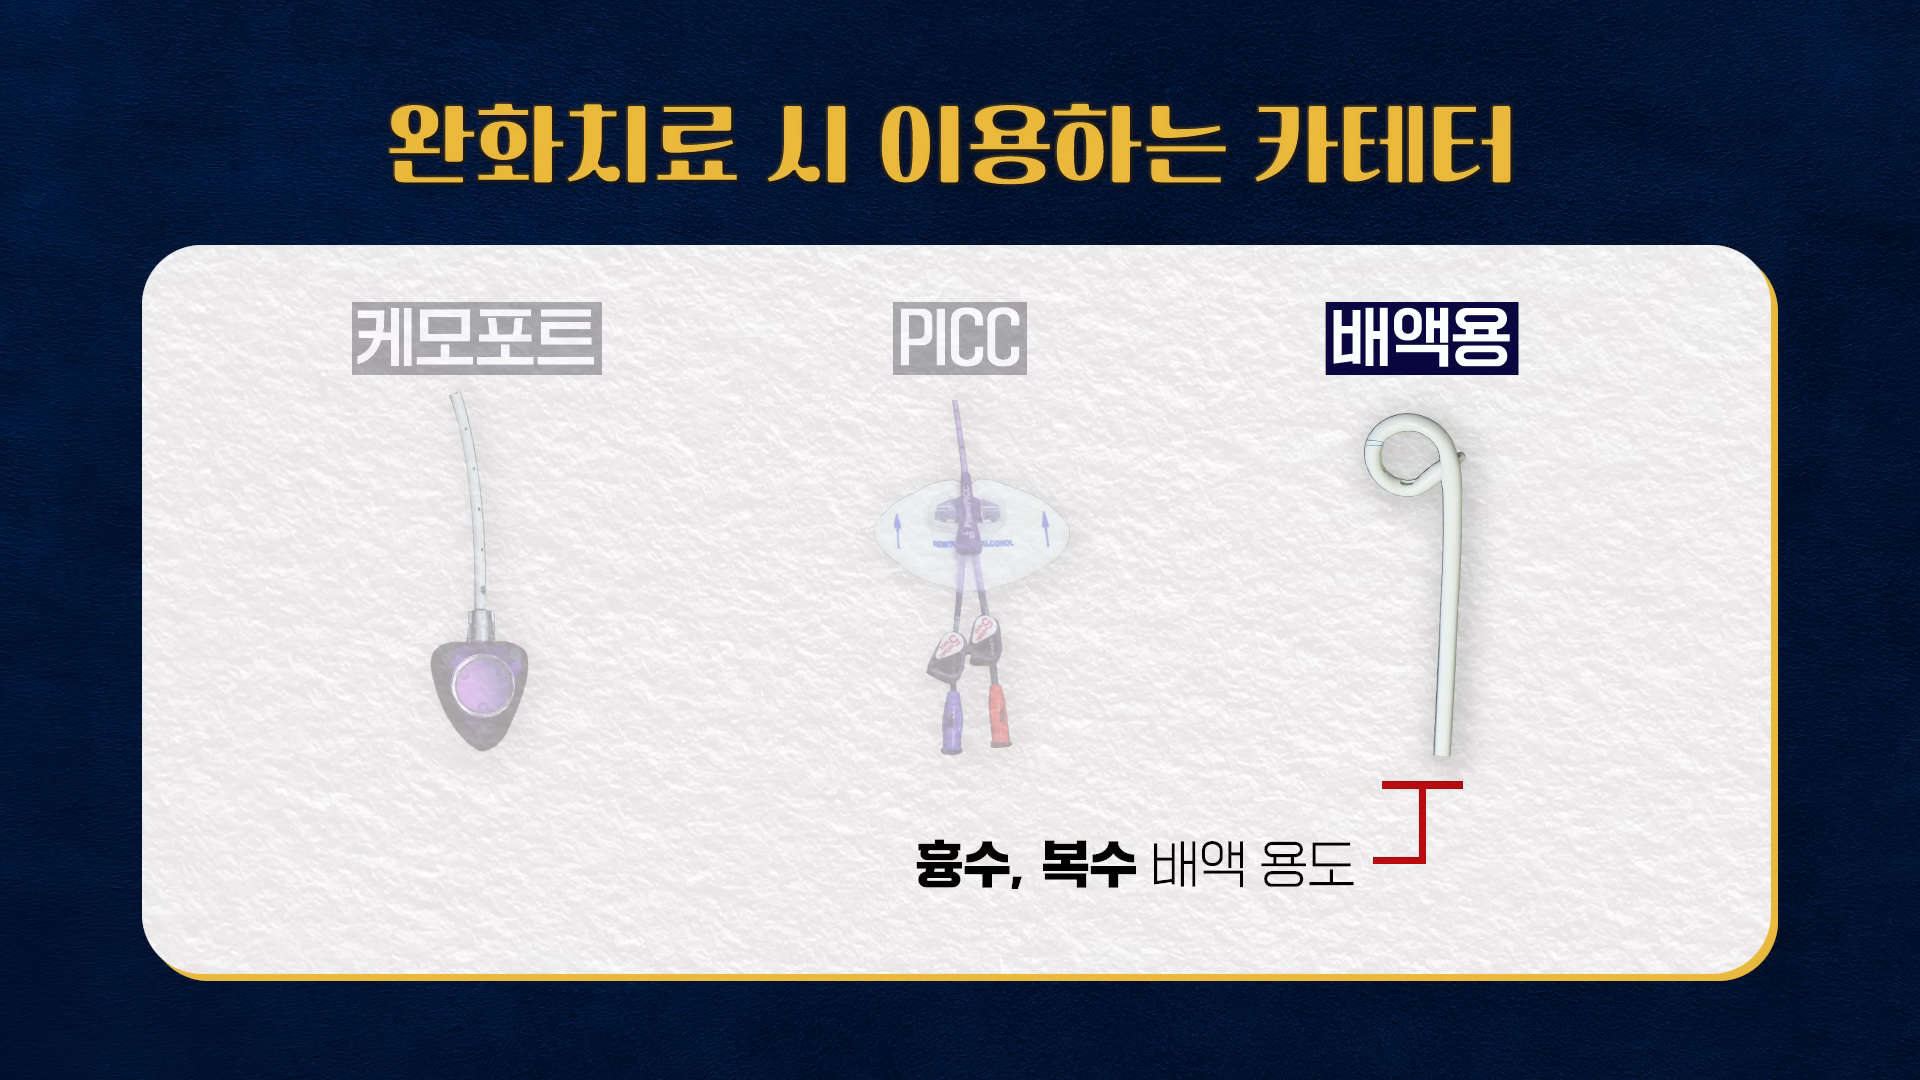 완화치료 시 이용하는 카테터
케모포트
PICC
배액용
ALCOHOL
흉수, 복수 배액 용도